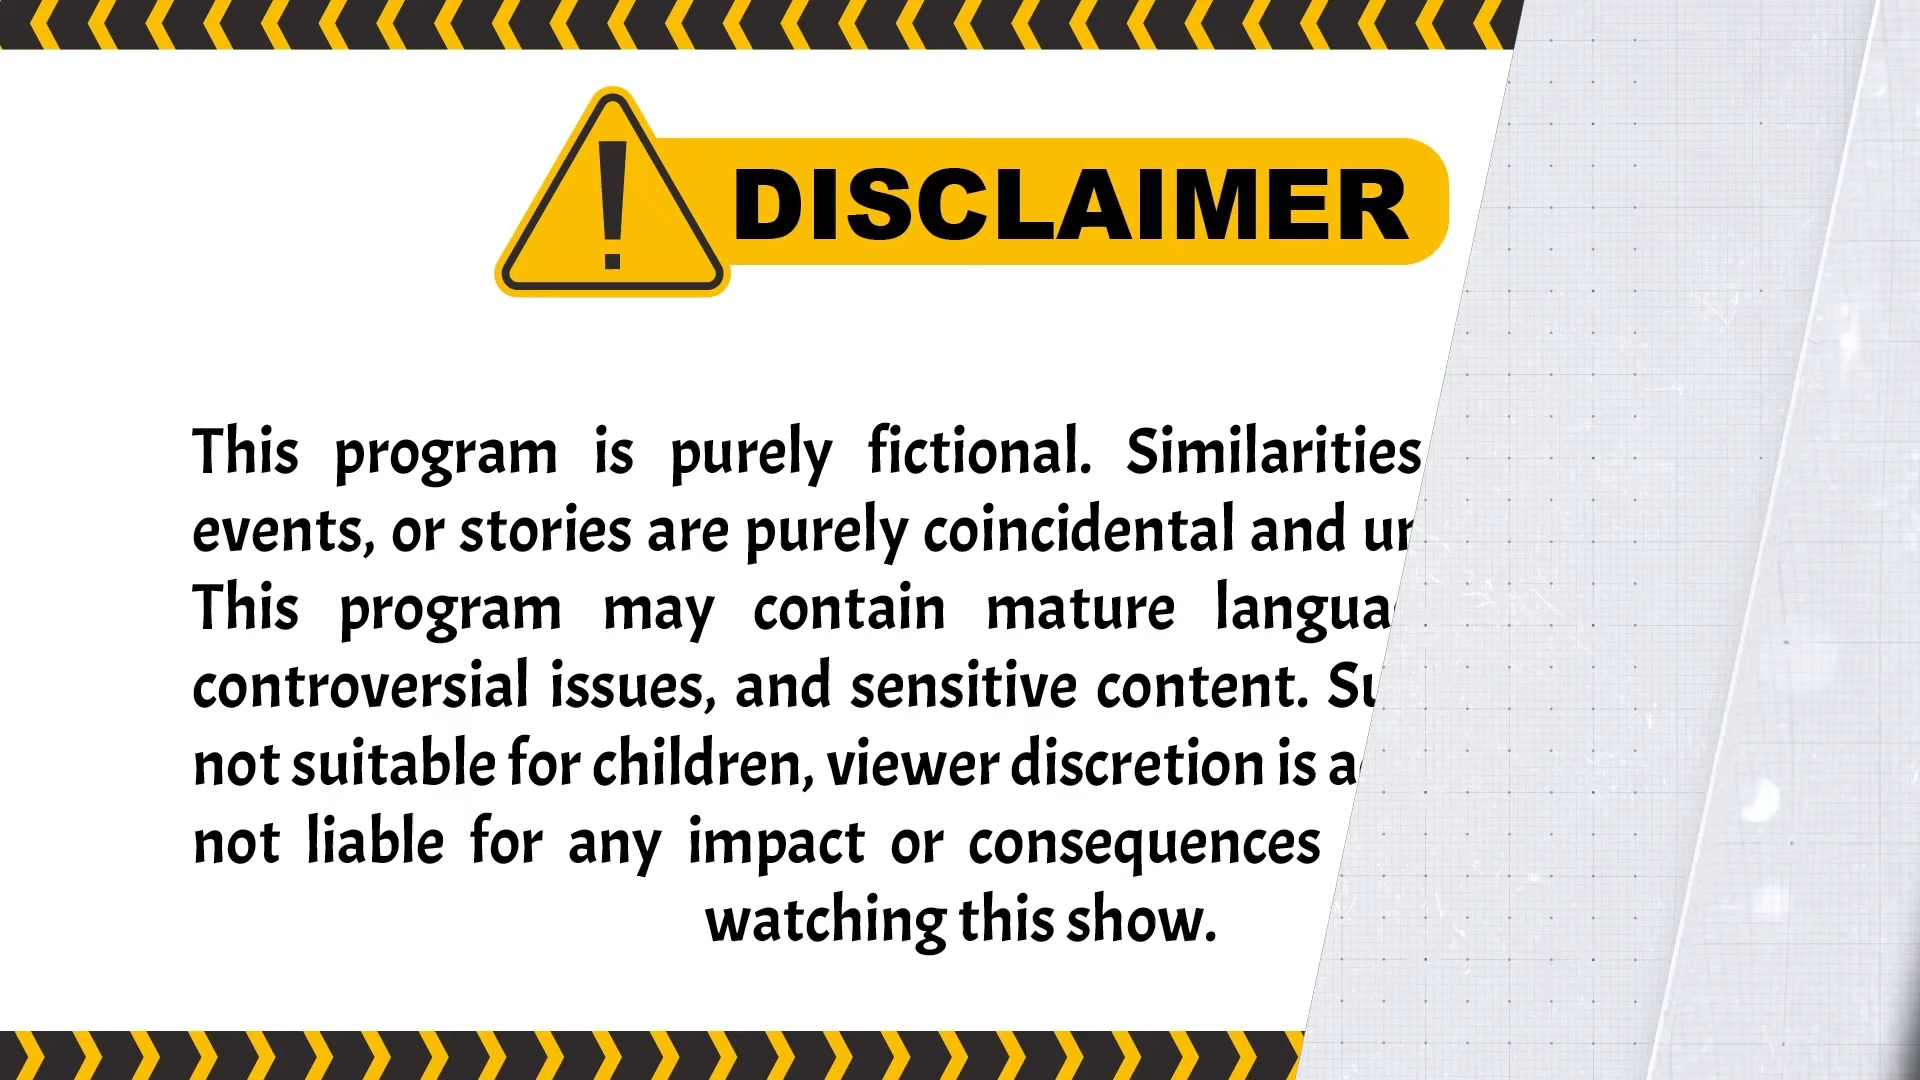 DISCLAIMER
This program is purely fictional. Similarities
events, or stories are purely coincidental and
This program may contain mature
controversial issues, and sensitive content.
not suitable for children, viewer discretion is
not liable for any impact or consequences
watching this show.